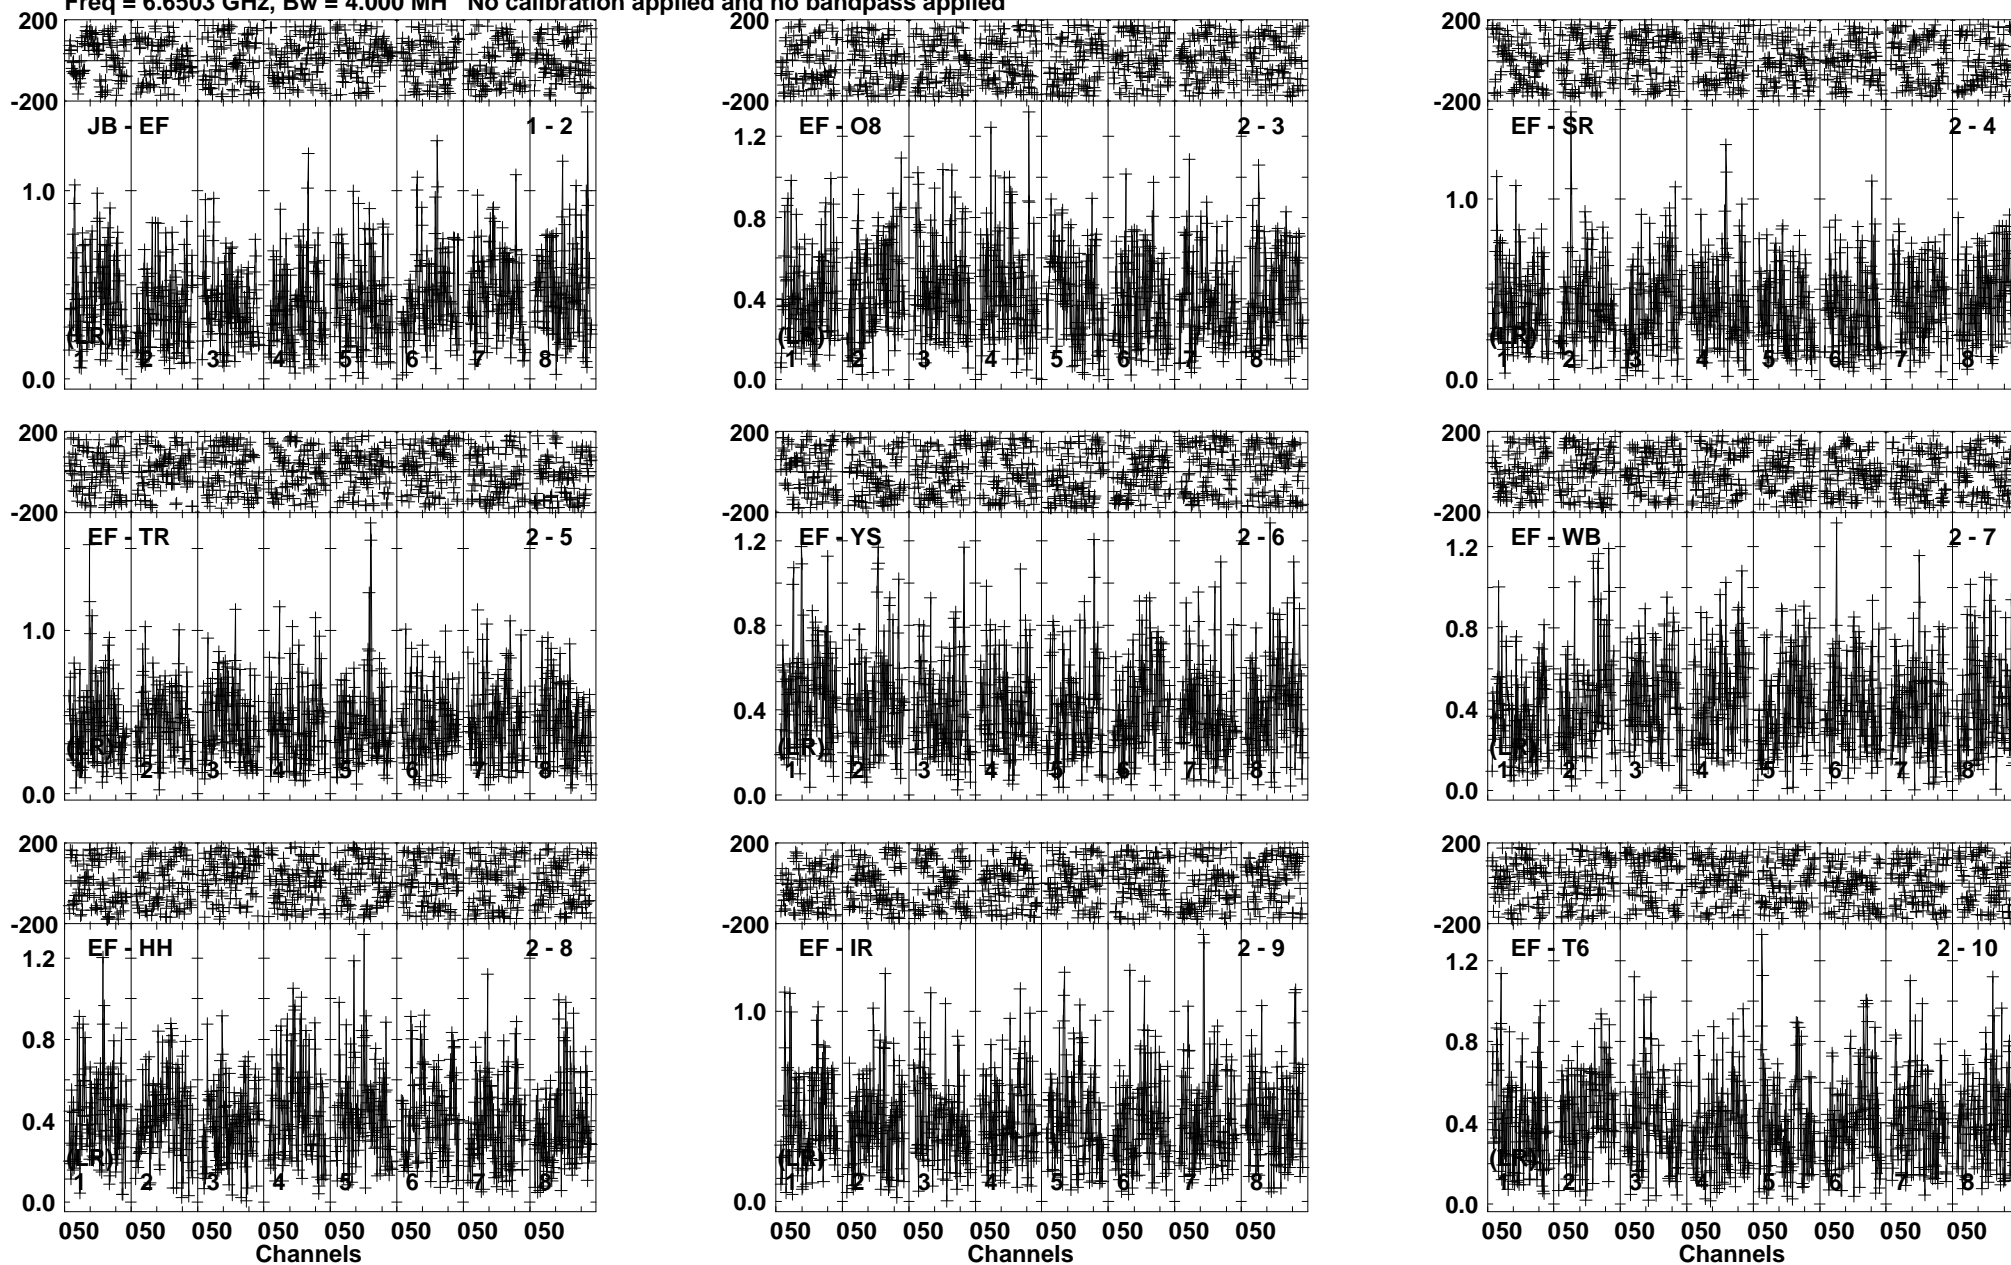 Freq = 6.6503 GHz, Bw = 4.000 MH No calibration applied and no bandpass applied
200 200 200
-200 -200 -200
JB - EF 1 - 2 EF - O8 2 - 3 EF - SR 2 - 4
1.2
1.0 1.0
0.8
0.4
(LR) (LR) (LR)
1 2 3 4 5 6 7 8 1 2 3 4 5 6 7 8 1 2 3 4 5 6 7 8
0.0 0.0 0.0
200 200 200
-200 -200 -200
EF - TR 2 - 5 EF - YS 2 - 6 EF - WB 2 - 7
1.2 1.2
1.0
0.8 0.8
0.4 0.4
(LR) (LR) (LR)
1 2 3 4 5 6 7 8 1 2 3 4 5 6 7 8 1 2 3 4 5 6 7 8
0.0 0.0 0.0
200 200 200
-200 -200 -200
EF - HH 2 - 8 EF - IR 2 - 9 EF - T6 2 - 10
1.2 1.2
1.0
0.8 0.8
0.4 0.4
(LR) (LR) (LR)
1 2 3 4 5 6 7 8 1 2 3 4 5 6 7 8 1 2 3 4 5 6 7 8
0.0 0.0 0.0
050 050 050 050 050 050 050 050 050 050 050 050 050 050 050 050 050 050 050 050 050 050 050 050
Channels Channels Channels